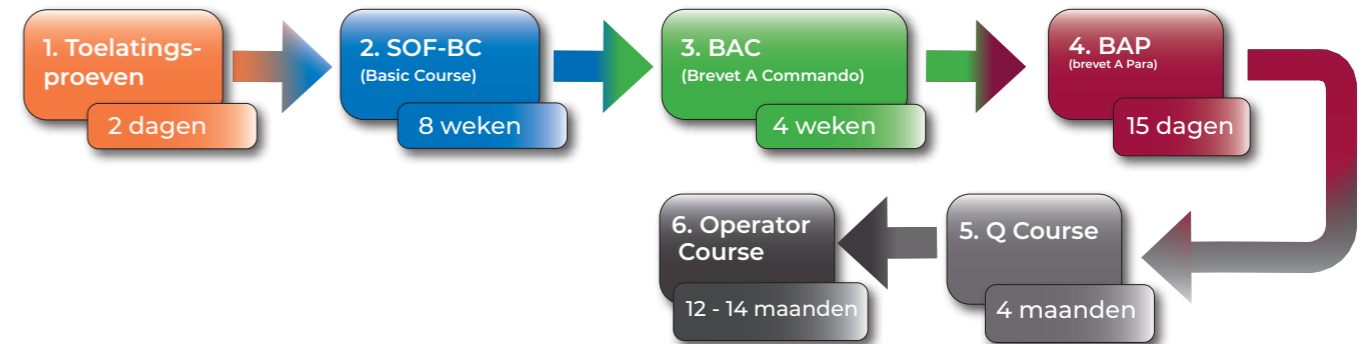 1. Toelatings-
proeven
2 dagen
2. SOF-BC
(Basic Course)
8 weken
3. BAC
(Brevet A Commando)
4 weken
4. BAP
(brevet A Para)
15 dagen
5. Q Course
4 maanden
6. Operator
Course
12 - 14 maanden